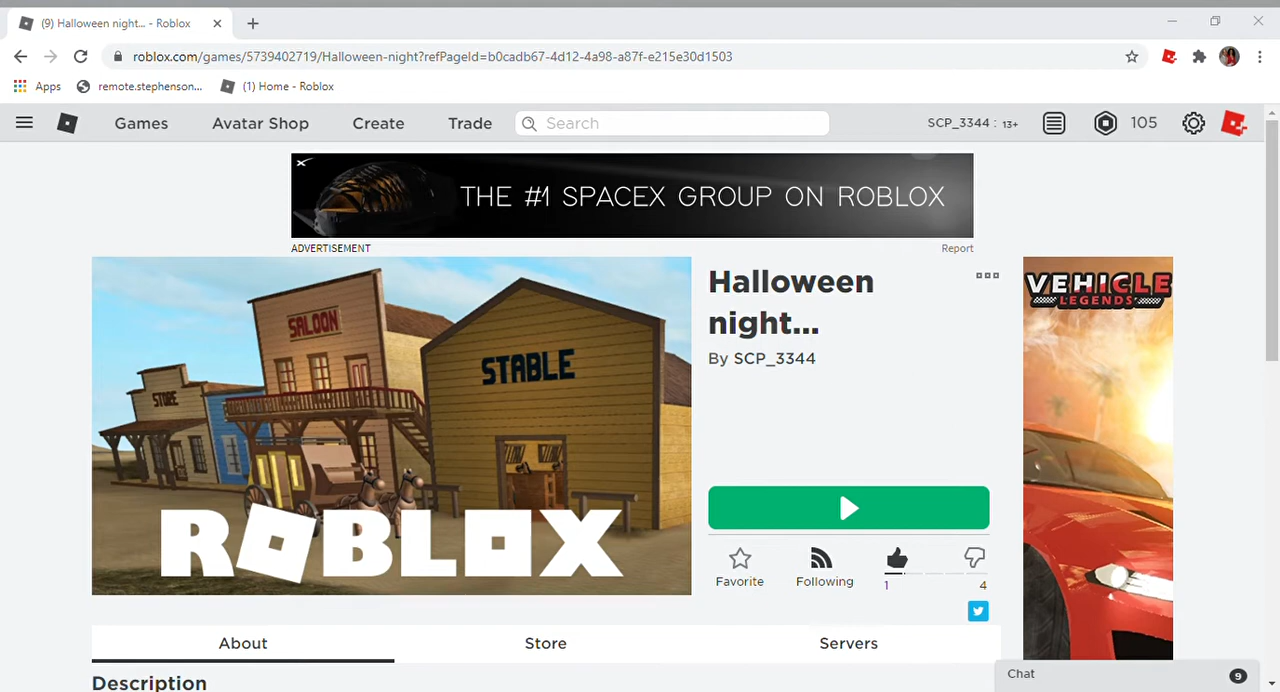 (9) Halloween night... - Roblox
roblox.com/games/5739402719/Halloween-night?refPageId=b0cadb67-4d12-4a98-a87f-e215e30d1503
Apps remote.stephenson... (1) Home - Roblox
Games Avatar Shop Create Trade Search SCP_3344 : 13+ 105
THE #1 SPACEX GROUP ON ROBLOX
ADVERTISEMENT Report
SALOON
STABLE
STORE
ROBLOX
Halloween
night...
By SCP_3344
Favorite Following 1 4
VEHICLE
LEGENDS
About Store Servers
Description
Chat 9